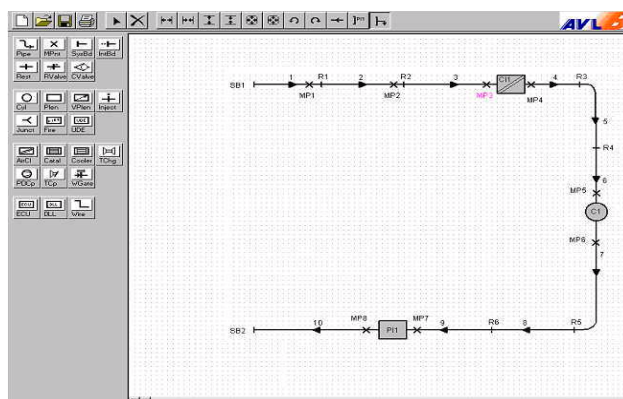 AVL
Pipe MPnt SysBd IntBd
Rest RValve CValve
Cyl Plen VPlen Inject
Junct Fire UDE
AirCl Catal Cooler TChg
PDCp TCp WGate
ECU DLL Wire
SB1 1 R1 2 R2 3 CI1 4 R3
MP1 MP2 MP3 MP4
5
R4
6
MP5
C1
MP6
7
SB2 10 MP8 PI1 MP7 9 R6 8 R5